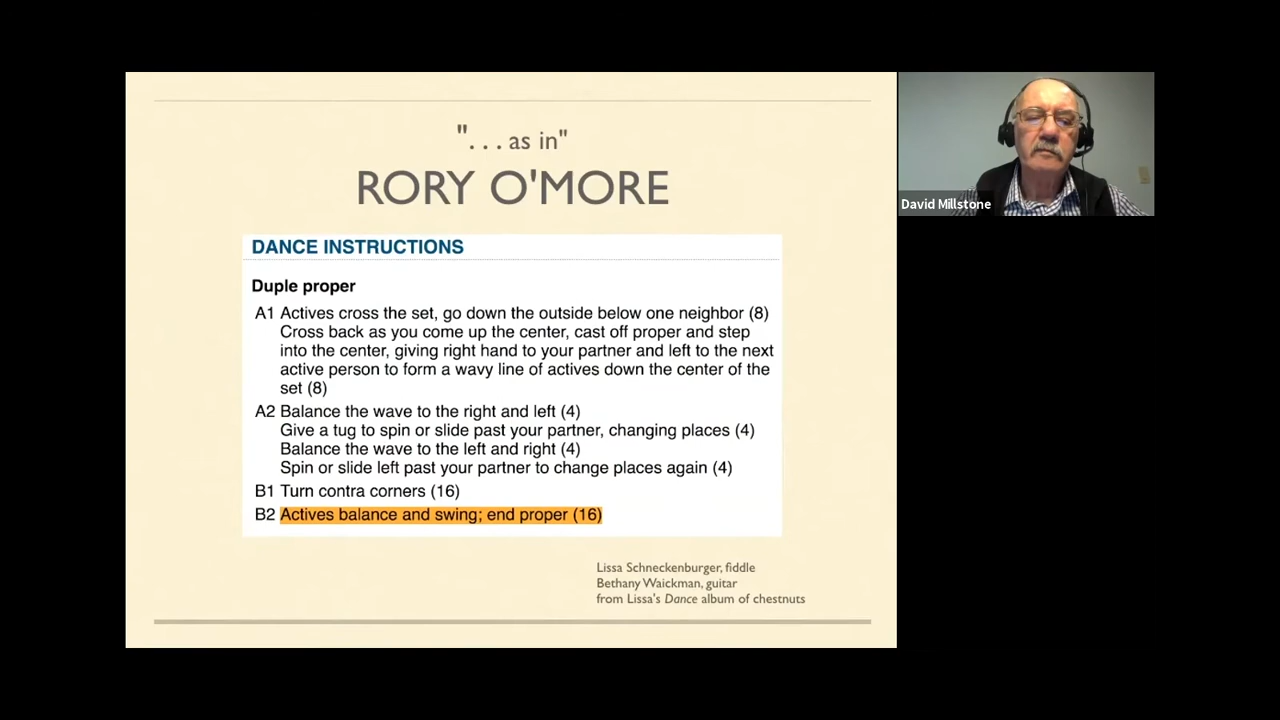 ". . . as in"
RORY O'MORE
DANCE INSTRUCTIONS
Duple proper
A1 Actives cross the set, go down the outside below one neighbor (8)
Cross back as you come up the center, cast off proper and step
into the center, giving right hand to your partner and left to the next
active person to form a wavy line of actives down the center of the
set (8)
A2 Balance the wave to the right and left (4)
Give a tug to spin or slide past your partner, changing places (4)
Balance the wave to the left and right (4)
Spin or slide left past your partner to change places again (4)
B1 Turn contra corners (16)
B2 Actives balance and swing; end proper (16)
Lissa Schneckenburger, fiddle
Bethany Waickman, guitar
from Lissa's Dance album of chestnuts
David Millstone